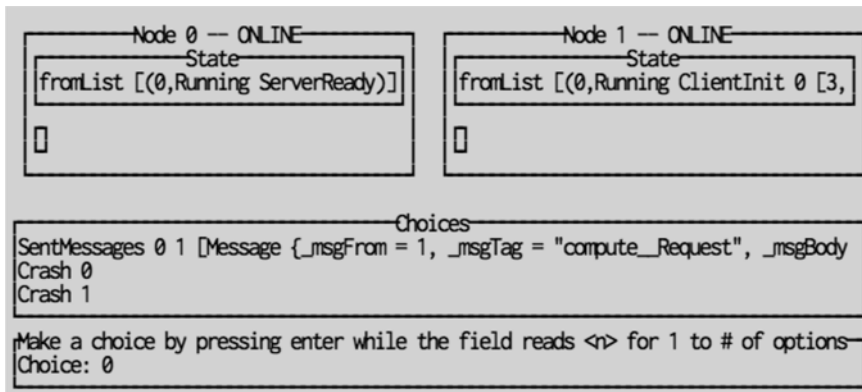 Node 0 -- ONLINE
State
fromList [(0,Running ServerReady)]
[]
Node 1 -- ONLINE
State
fromList [(0,Running ClientInit 0 [3,
[]
Choices
SentMessages 0 1 [Message {_msgFrom = 1, _msgTag = "compute__Request", _msgBody
Crash 0
Crash 1
Make a choice by pressing enter while the field reads <n> for 1 to # of options
Choice: 0